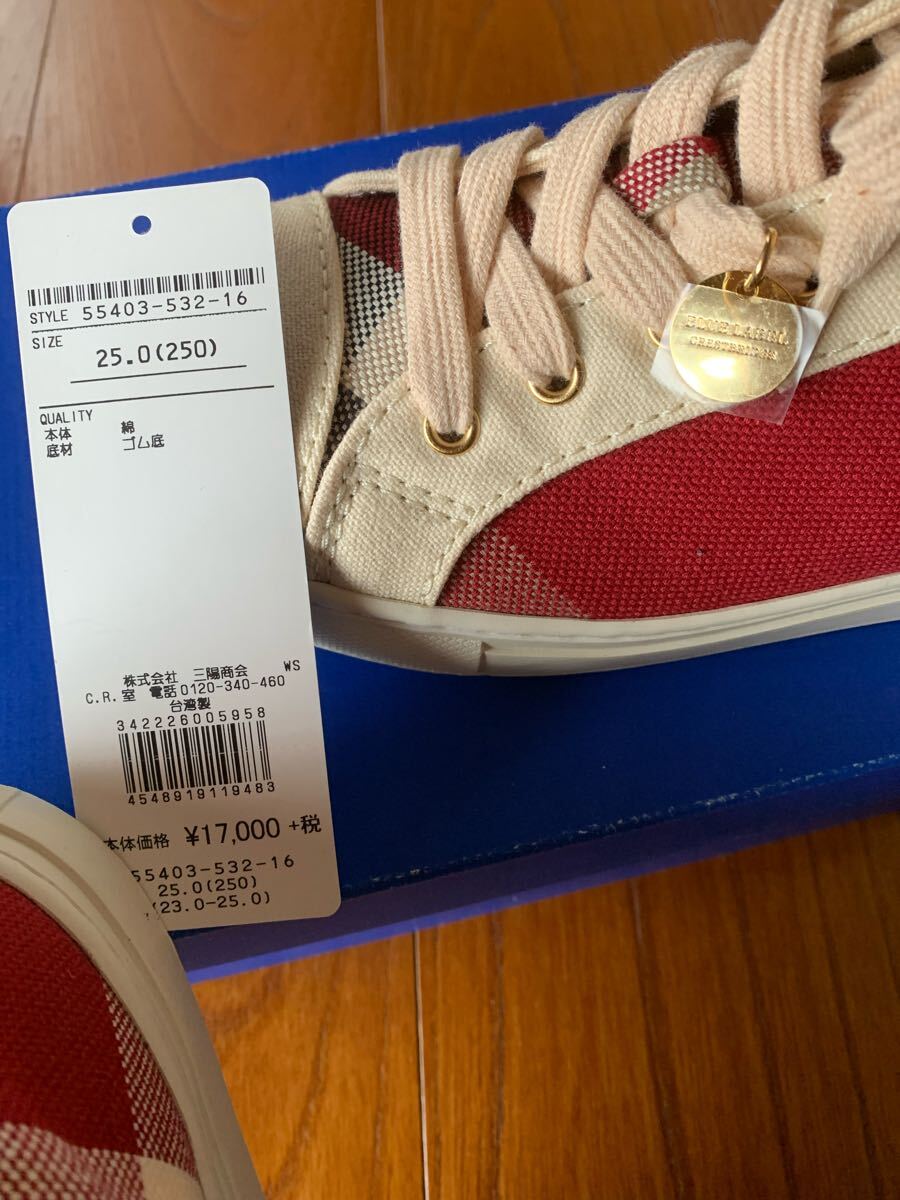 STYLE 55403-532-16
SIZE
25.0(250)
QUALITY
本体 綿
底材 ゴム底
株式会社 三陽商会 WS
C.R.室 電話0120-340-460
台湾製
342226005958
4548919119483
本体価格 ¥17,000 +税
55403-532-16
25.0(250)
(23.0-25.0)
BLUE LABEL
CRESTBRIDGE